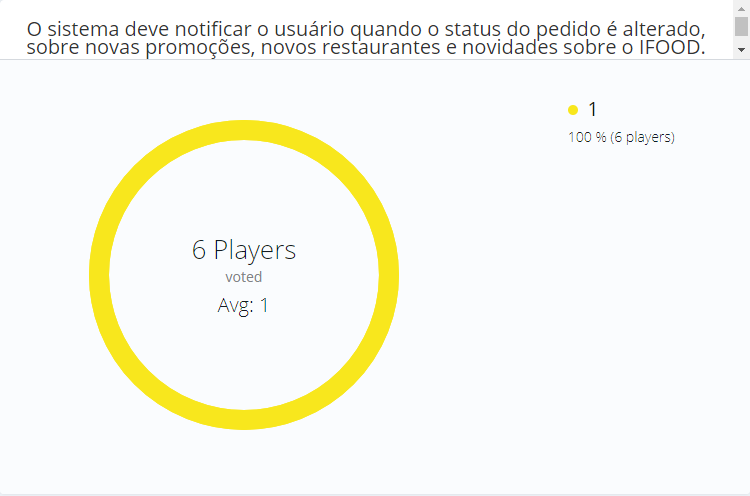 O sistema deve notificar o usuário quando o status do pedido é alterado,
sobre novas promoções, novos restaurantes e novidades sobre o IFOOD.
1
100 % (6 players)
6 Players
voted
Avg: 1